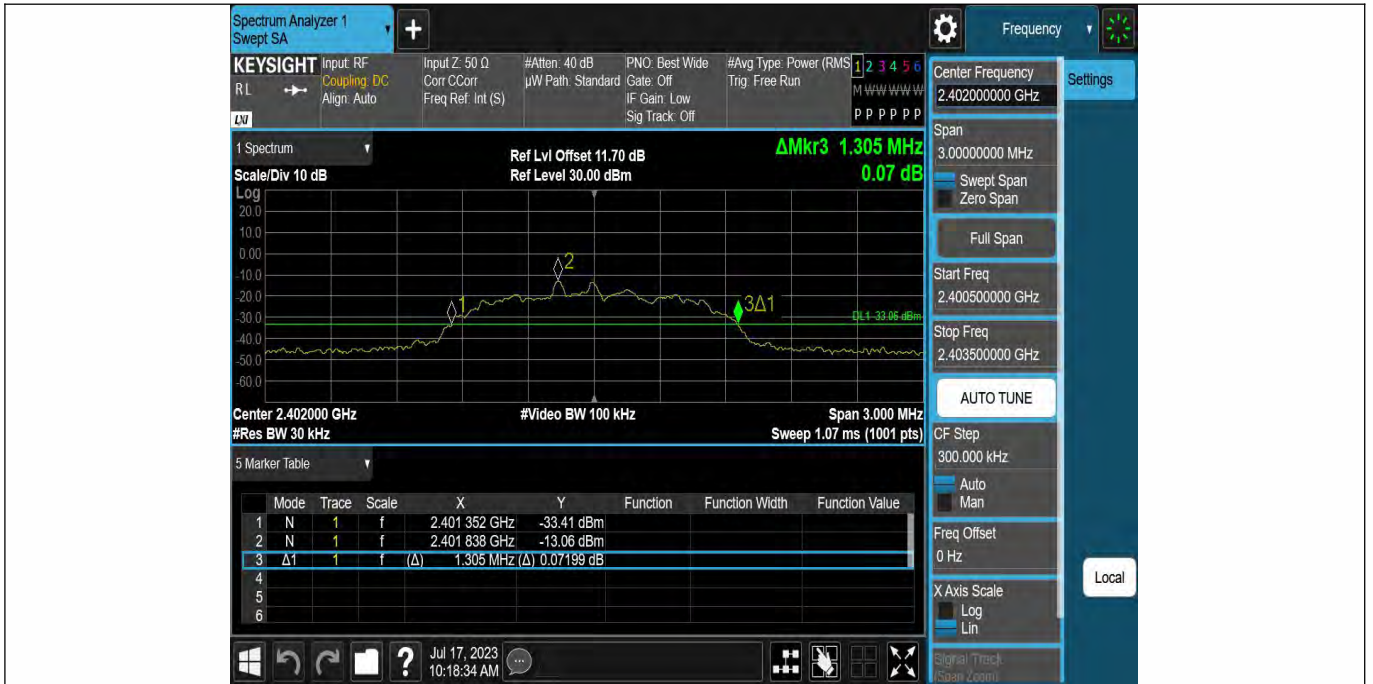 Spectrum Analyzer 1
Swept SA
+
Frequency
KEYSIGHT
RL
LXI
Input: RF
Coupling: DC
Align: Auto
Input Z: 50 Ω
Corr CCorr
Freq Ref: Int (S)
#Atten: 40 dB
µW Path: Standard
PNO: Best Wide
Gate: Off
IF Gain: Low
Sig Track: Off
#Avg Type: Power (RMS
Trig: Free Run
1 2 3 4 5 6
M W W W W W
P P P P P P
1 Spectrum
Scale/Div 10 dB
Ref Lvl Offset 11.70 dB
Ref Level 30.00 dBm
ΔMkr3 1.305 MHz
0.07 dB
Log
20.0
10.0
0.00
-10.0
-20.0
-30.0
-40.0
-50.0
-60.0
2
1
3Δ1
DL1 -33.06 dBm
Center 2.402000 GHz
#Video BW 100 kHz
Span 3.000 MHz
#Res BW 30 kHz
Sweep 1.07 ms (1001 pts)
5 Marker Table
Mode Trace Scale X Y Function Function Width Function Value
1 N 1 f 2.401 352 GHz -33.41 dBm
2 N 1 f 2.401 838 GHz -13.06 dBm
3 Δ1 1 f (Δ) 1.305 MHz (Δ) 0.07199 dB
4
5
6
?
Jul 17, 2023
10:18:34 AM
Center Frequency
2.402000000 GHz
Settings
Span
3.00000000 MHz
Swept Span
Zero Span
Full Span
Start Freq
2.400500000 GHz
Stop Freq
2.403500000 GHz
AUTO TUNE
CF Step
300.000 kHz
Auto
Man
Freq Offset
0 Hz
X Axis Scale
Log
Lin
Signal Track
(Span Zoom)
Local